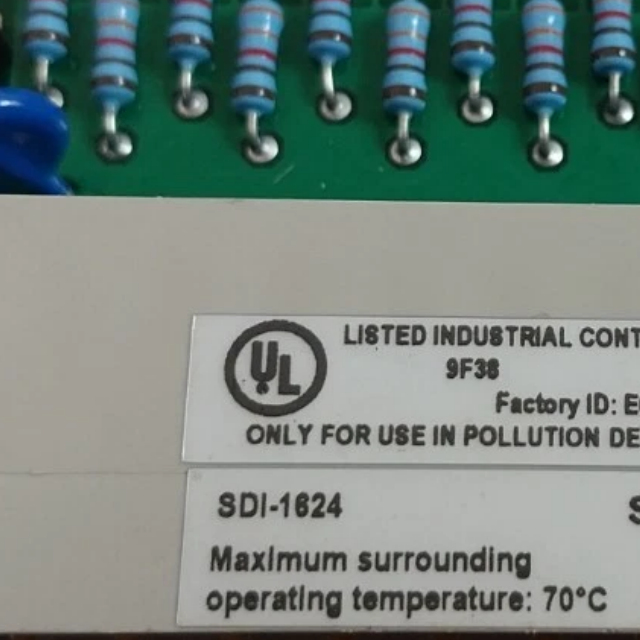 UL
LISTED INDUSTRIAL CONT
9F38
Factory ID: E
ONLY FOR USE IN POLLUTION DE
SDI-1624
S
Maximum surrounding
operating temperature: 70°C